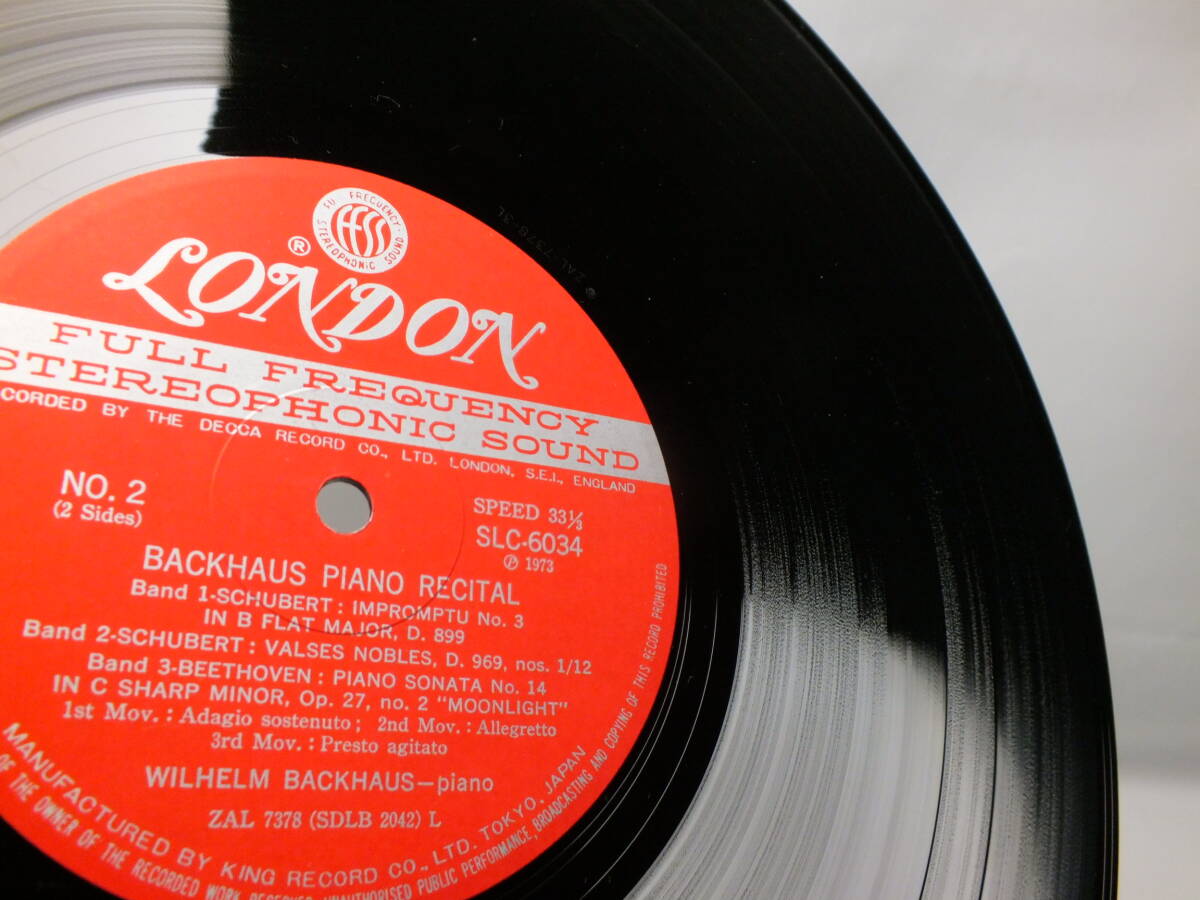 FU FREQUENCY
FFSS
STEREOPHONIC SOUND
LONDON®
FULL FREQUENCY
STEREOPHONIC SOUND
CORDED BY THE DECCA RECORD CO., LTD. LONDON, S.E.I., ENGLAND
NO. 2
(2 Sides)
SPEED 33⅓
SLC-6034
Ⓟ 1973
BACKHAUS PIANO RECITAL
Band 1-SCHUBERT : IMPROMPTU No. 3
IN B FLAT MAJOR, D. 899
Band 2-SCHUBERT : VALSES NOBLES, D. 969, nos. 1/12
Band 3-BEETHOVEN : PIANO SONATA No. 14
IN C SHARP MINOR, Op. 27, no. 2 "MOONLIGHT"
1st Mov. : Adagio sostenuto ; 2nd Mov. : Allegretto
3rd Mov. : Presto agitato
WILHELM BACKHAUS—piano
ZAL 7378 (SDLB 2042) L
MANUFACTURED BY KING RECORD CO., LTD. TOKYO, JAPAN
OF THE OWNER OF THE RECORDED WORK RESERVED. UNAUTHORISED PUBLIC PERFORMANCE, BROADCASTING AND COPYING OF THIS RECORD PROHIBITED
ZAL-7378-3L